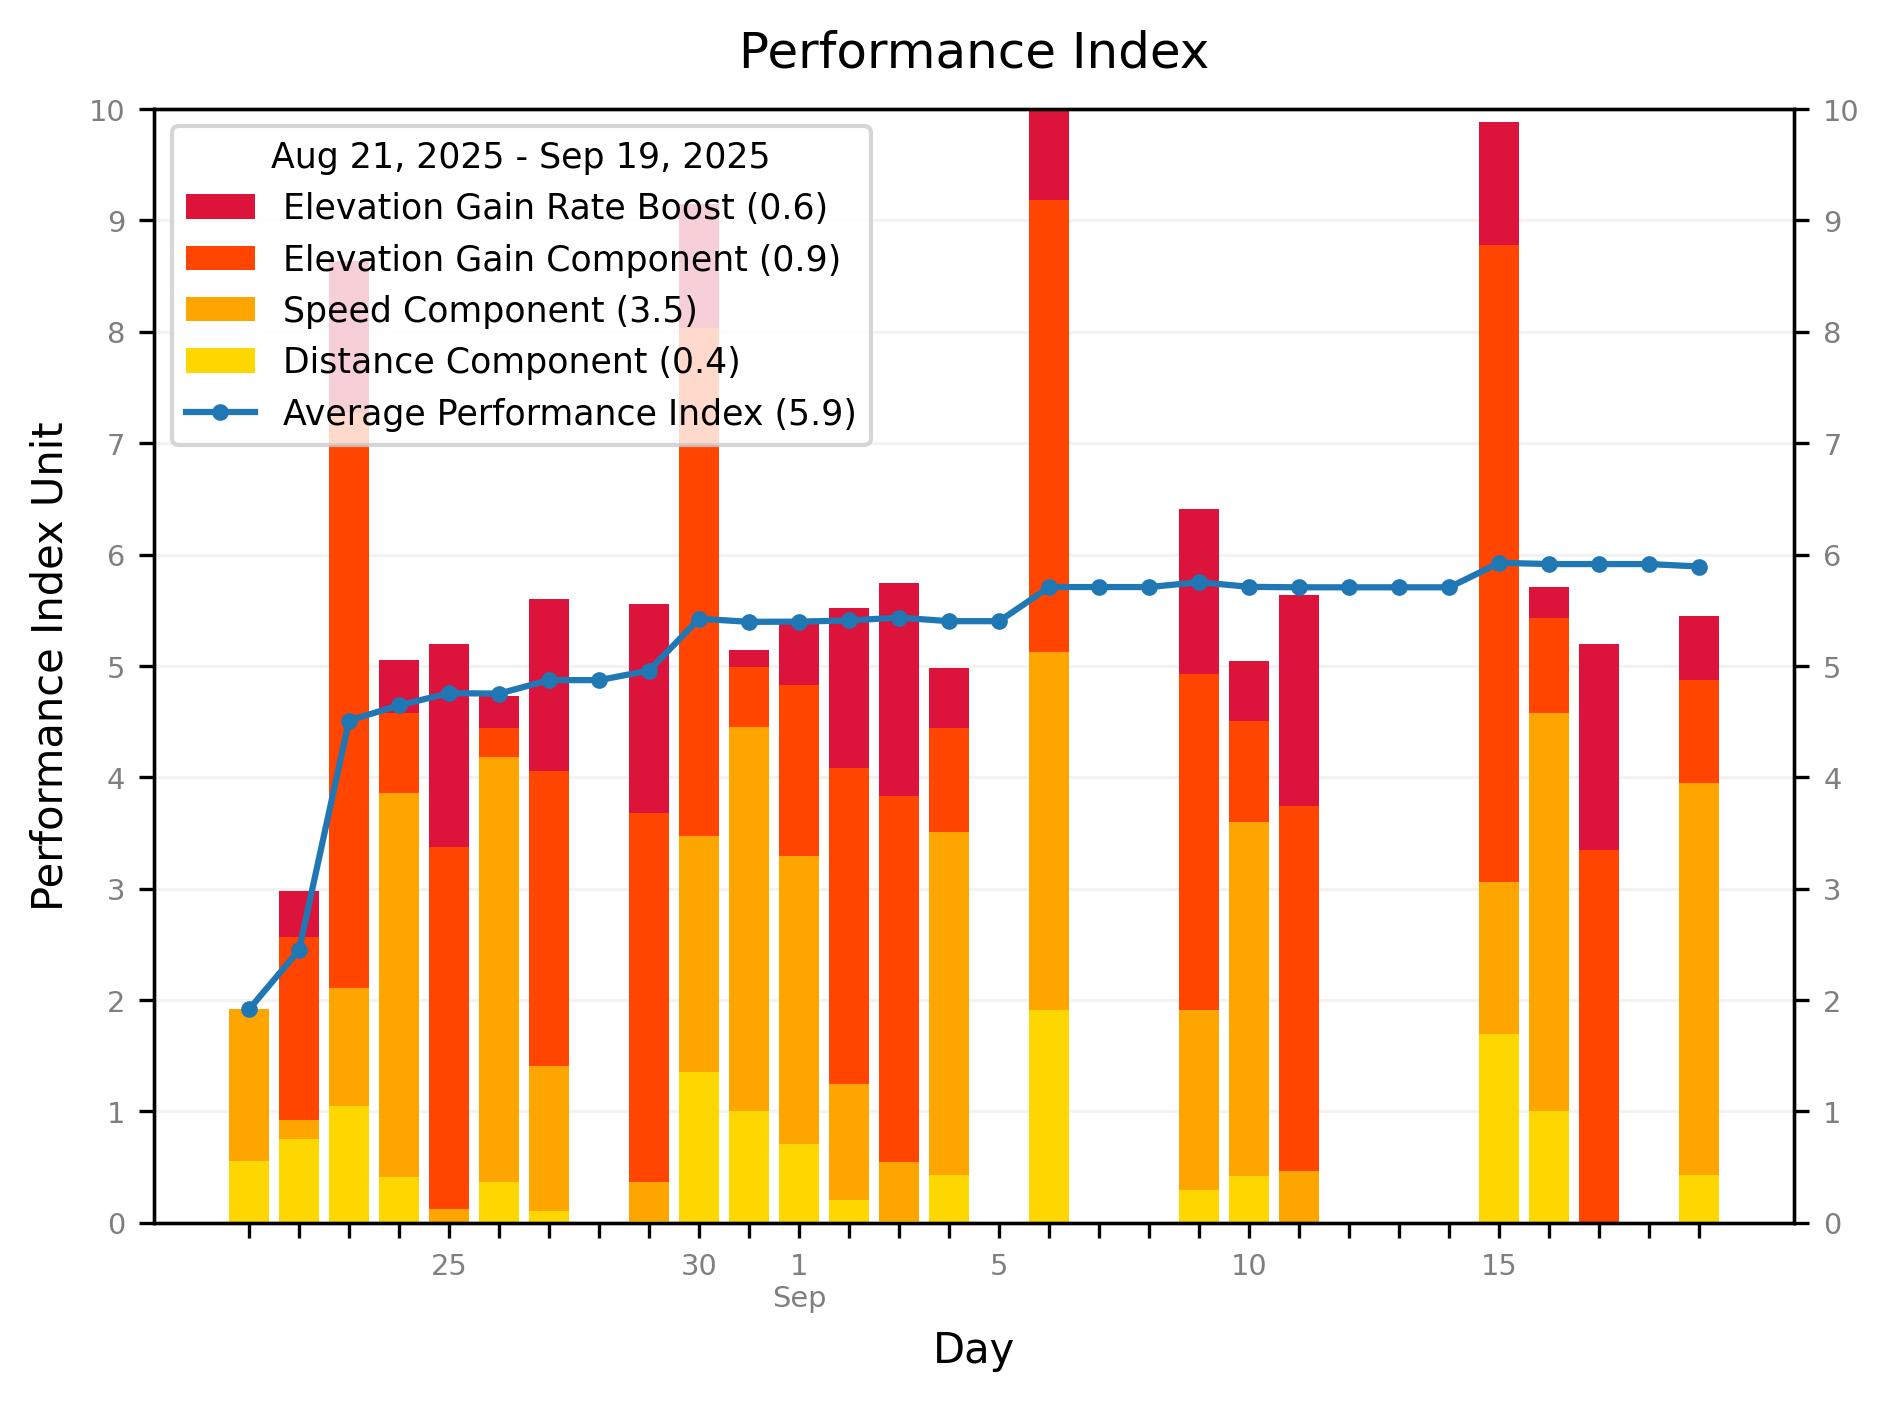 Performance Index
Aug 21, 2025 - Sep 19, 2025
Elevation Gain Rate Boost (0.6)
Elevation Gain Component (0.9)
Speed Component (3.5)
Distance Component (0.4)
Average Performance Index (5.9)
Performance Index Unit
10
9
8
7
6
5
4
3
2
1
0
10
9
8
7
6
5
4
3
2
1
0
25 30 1 5 10 15
Sep
Day